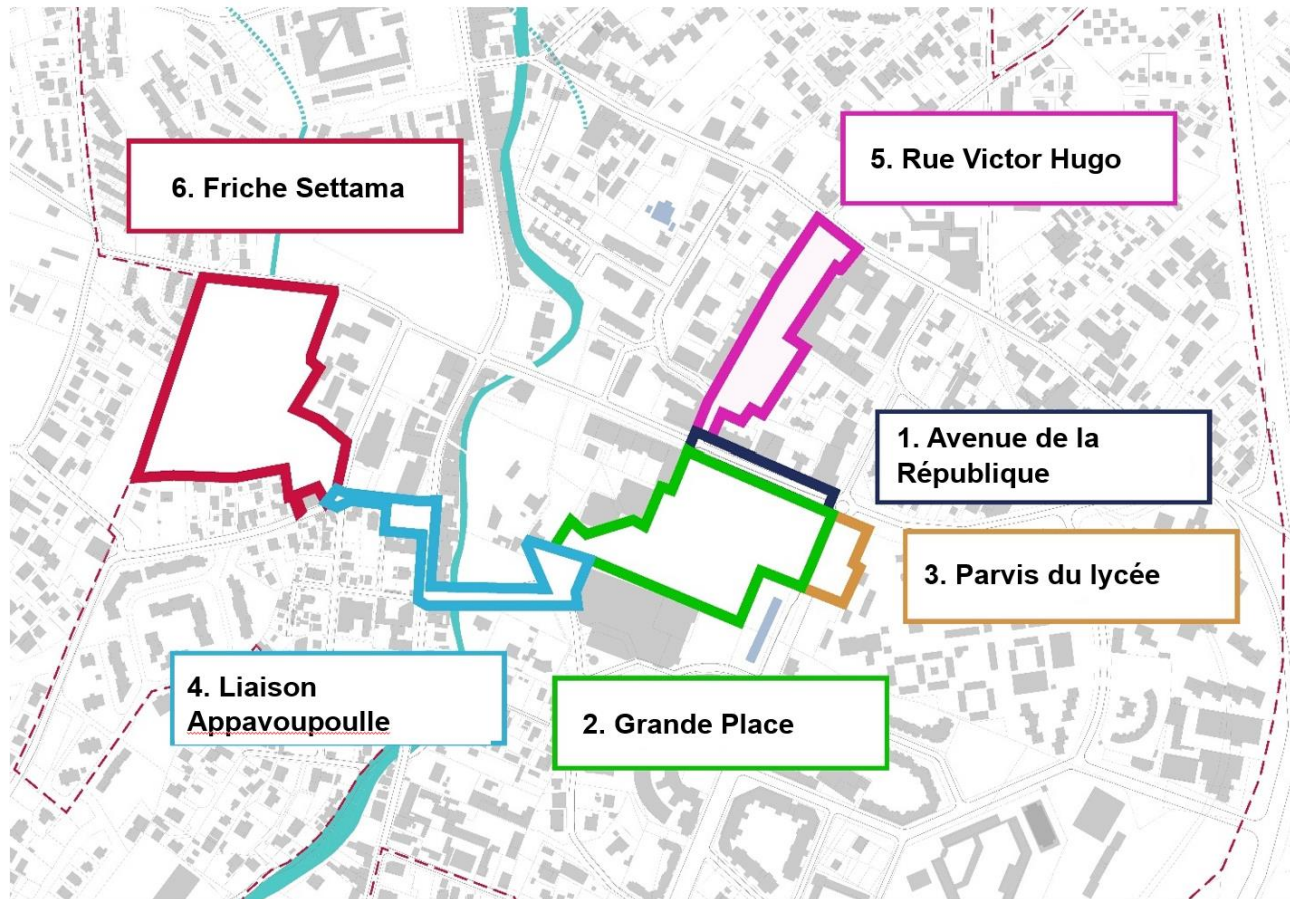 5. Rue Victor Hugo
6. Friche Settama
1. Avenue de la
République
3. Parvis du lycée
4. Liaison
Appavoupoulle
2. Grande Place